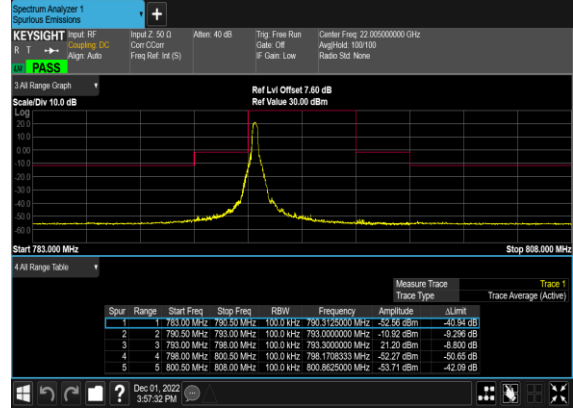 Spectrum Analyzer 1
Spurious Emissions
+
KEYSIGHT Input: RF Input Z: 50 Ω Atten: 40 dB Trig: Free Run Center Freq: 22.005000000 GHz
R T Coupling: DC Corr CCorr Gate: Off Avg|Hold: 100/100
Align: Auto Freq Ref: Int (S) IF Gain: Low Radio Std: None
PASS
3 All Range Graph
Ref Lvl Offset 7.60 dB
Scale/Div 10.0 dB Ref Value 30.00 dBm
Log
20.0
10.0
0.00
-10.0
-20.0
-30.0
-40.0
-50.0
-60.0
Start 783.000 MHz Stop 808.000 MHz
4 All Range Table
Measure Trace Trace 1
Trace Type Trace Average (Active)
Spur Range Start Freq Stop Freq RBW Frequency Amplitude ΔLimit
1 1 783.00 MHz 790.50 MHz 100.0 kHz 790.3125000 MHz -52.56 dBm -40.94 dB
2 2 790.50 MHz 793.00 MHz 100.0 kHz 793.0000000 MHz -10.92 dBm -9.296 dB
3 3 793.00 MHz 798.00 MHz 100.0 kHz 793.3000000 MHz 21.20 dBm -8.800 dB
4 4 798.00 MHz 800.50 MHz 100.0 kHz 798.1708333 MHz -52.27 dBm -50.65 dB
5 5 800.50 MHz 808.00 MHz 100.0 kHz 800.8625000 MHz -53.71 dBm -42.09 dB
? Dec 01, 2022
3:57:32 PM